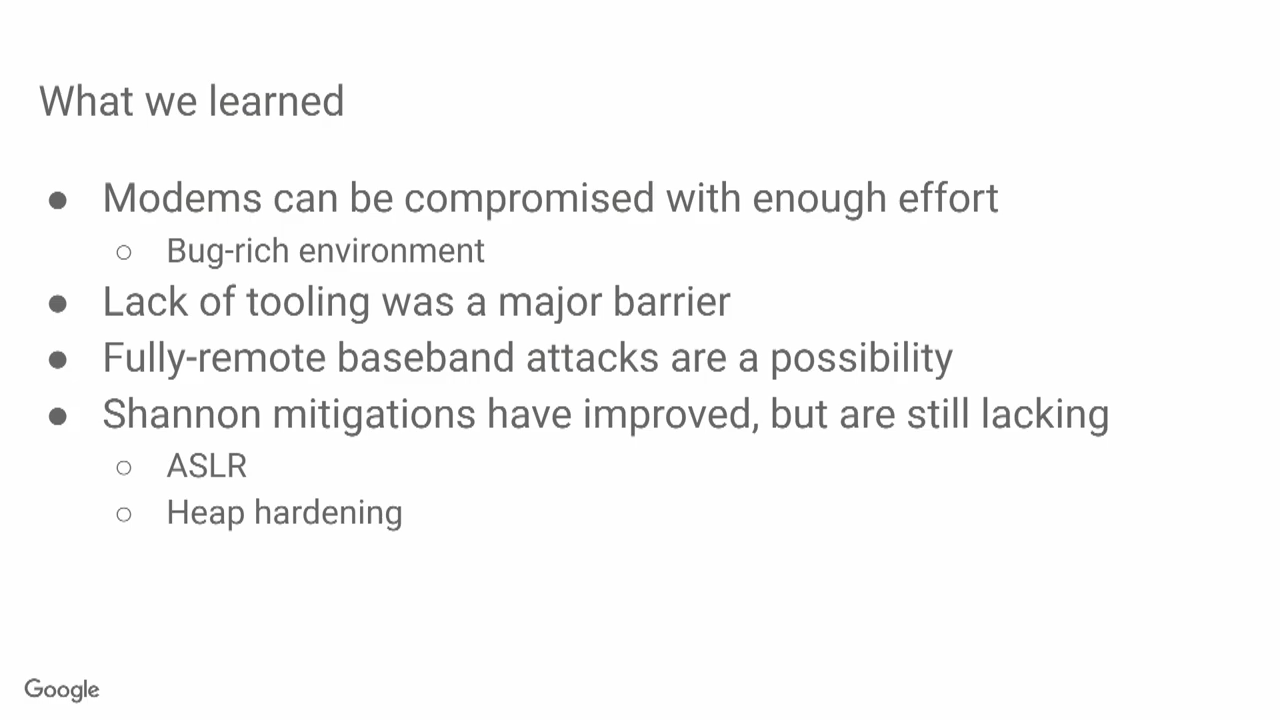 What we learned
● Modems can be compromised with enough effort
○ Bug-rich environment
● Lack of tooling was a major barrier
● Fully-remote baseband attacks are a possibility
● Shannon mitigations have improved, but are still lacking
○ ASLR
○ Heap hardening
Google